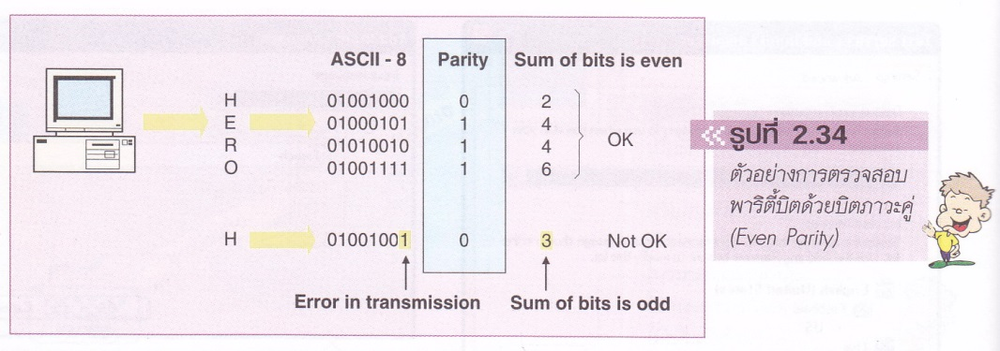 ASCII - 8 Parity Sum of bits is even
H 01001000 0 2
E 01000101 1 4
R 01010010 1 4
O 01001111 1 6
OK
H 01001001 0 3 Not OK
Error in transmission Sum of bits is odd
รูปที่ 2.34
ตัวอย่างการตรวจสอบ
พาริตี้บิตด้วยบิตภาวะคู่
(Even Parity)